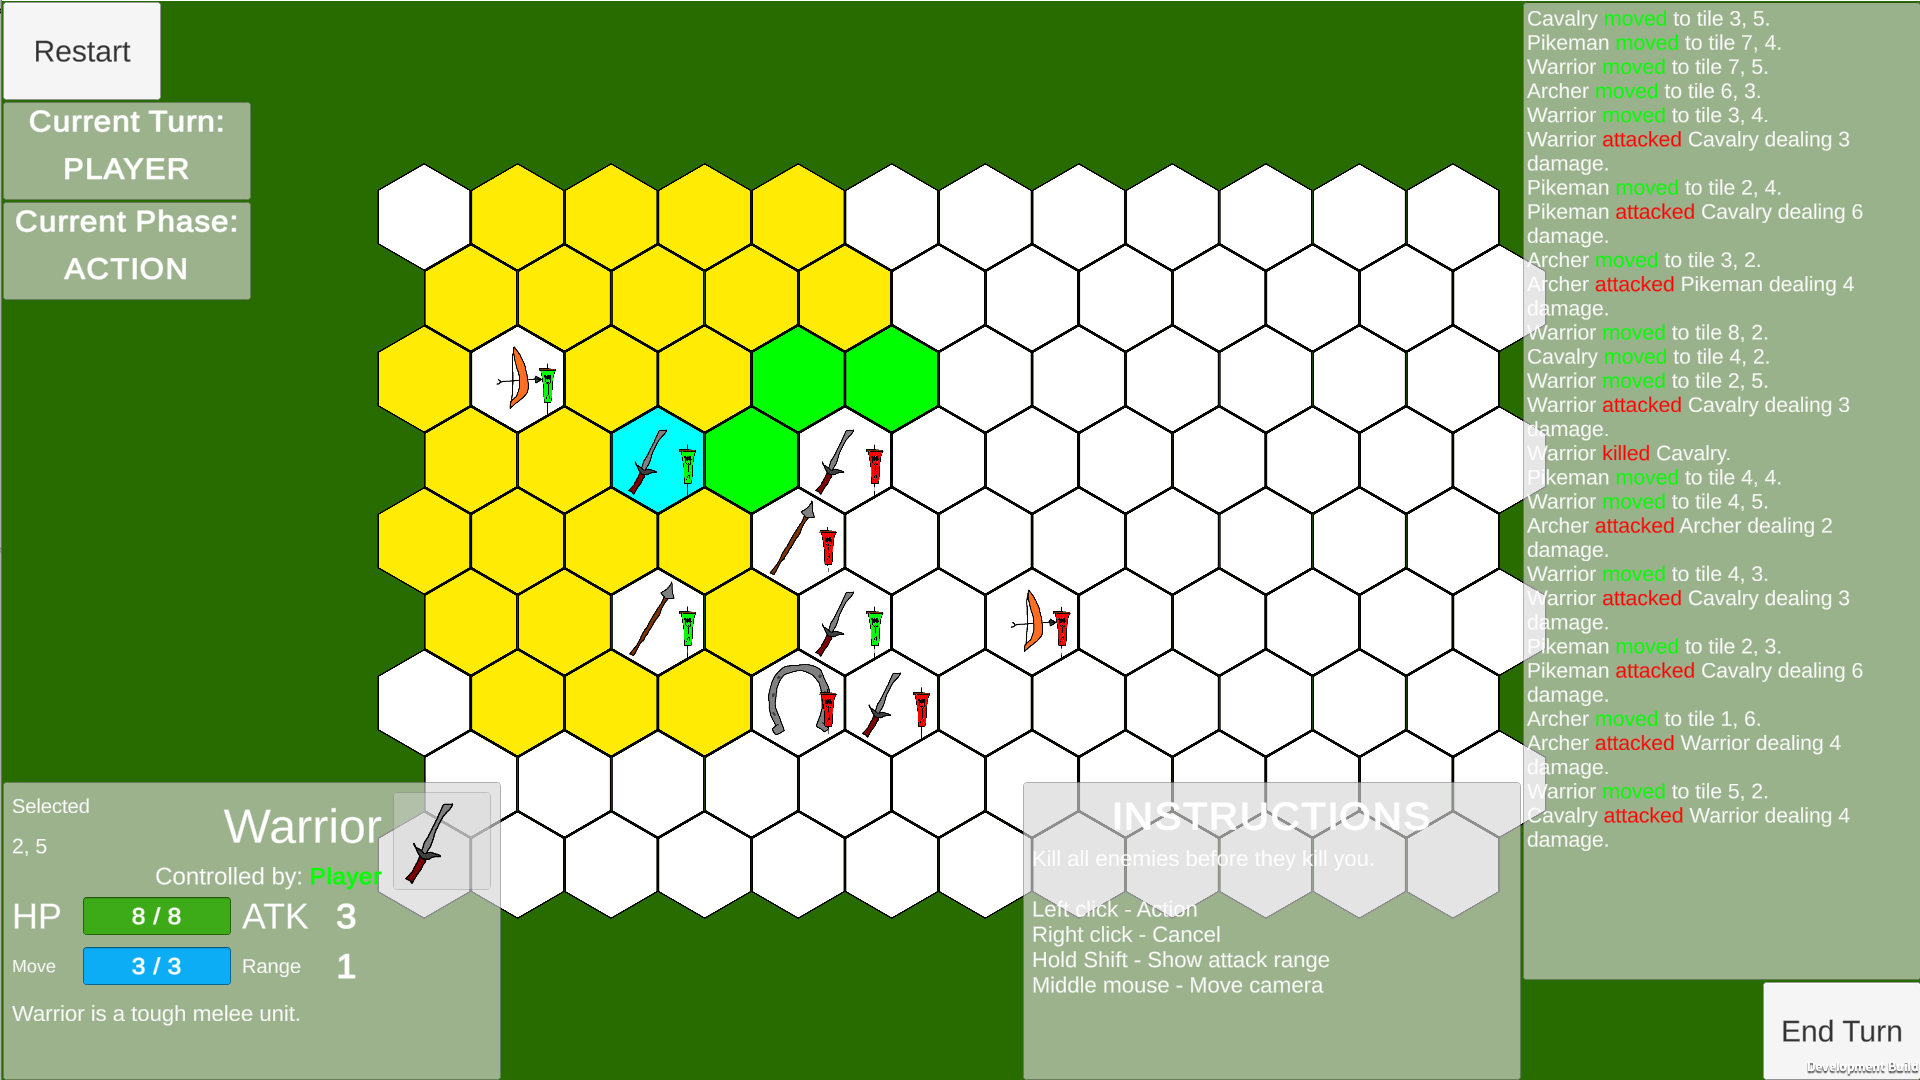 Restart
Current Turn:
PLAYER
Current Phase:
ACTION
Cavalry moved to tile 3, 5.
Pikeman moved to tile 7, 4.
Warrior moved to tile 7, 5.
Archer moved to tile 6, 3.
Warrior moved to tile 3, 4.
Warrior attacked Cavalry dealing 3
damage.
Pikeman moved to tile 2, 4.
Pikeman attacked Cavalry dealing 6
damage.
Archer moved to tile 3, 2.
Archer attacked Pikeman dealing 4
damage.
Warrior moved to tile 8, 2.
Cavalry moved to tile 4, 2.
Warrior moved to tile 2, 5.
Warrior attacked Cavalry dealing 3
damage.
Warrior killed Cavalry.
Pikeman moved to tile 4, 4.
Warrior moved to tile 4, 5.
Archer attacked Archer dealing 2
damage.
Warrior moved to tile 4, 3.
Warrior attacked Cavalry dealing 3
damage.
Pikeman moved to tile 2, 3.
Pikeman attacked Cavalry dealing 6
damage.
Archer moved to tile 1, 6.
Archer attacked Warrior dealing 4
damage.
Warrior moved to tile 5, 2.
Cavalry attacked Warrior dealing 4
damage.
Selected
2, 5
Warrior
Controlled by: Player
HP 8 / 8 ATK 3
Move 3 / 3 Range 1
Warrior is a tough melee unit.
INSTRUCTIONS
Kill all enemies before they kill you.
Left click - Action
Right click - Cancel
Hold Shift - Show attack range
Middle mouse - Move camera
End Turn
Development Build